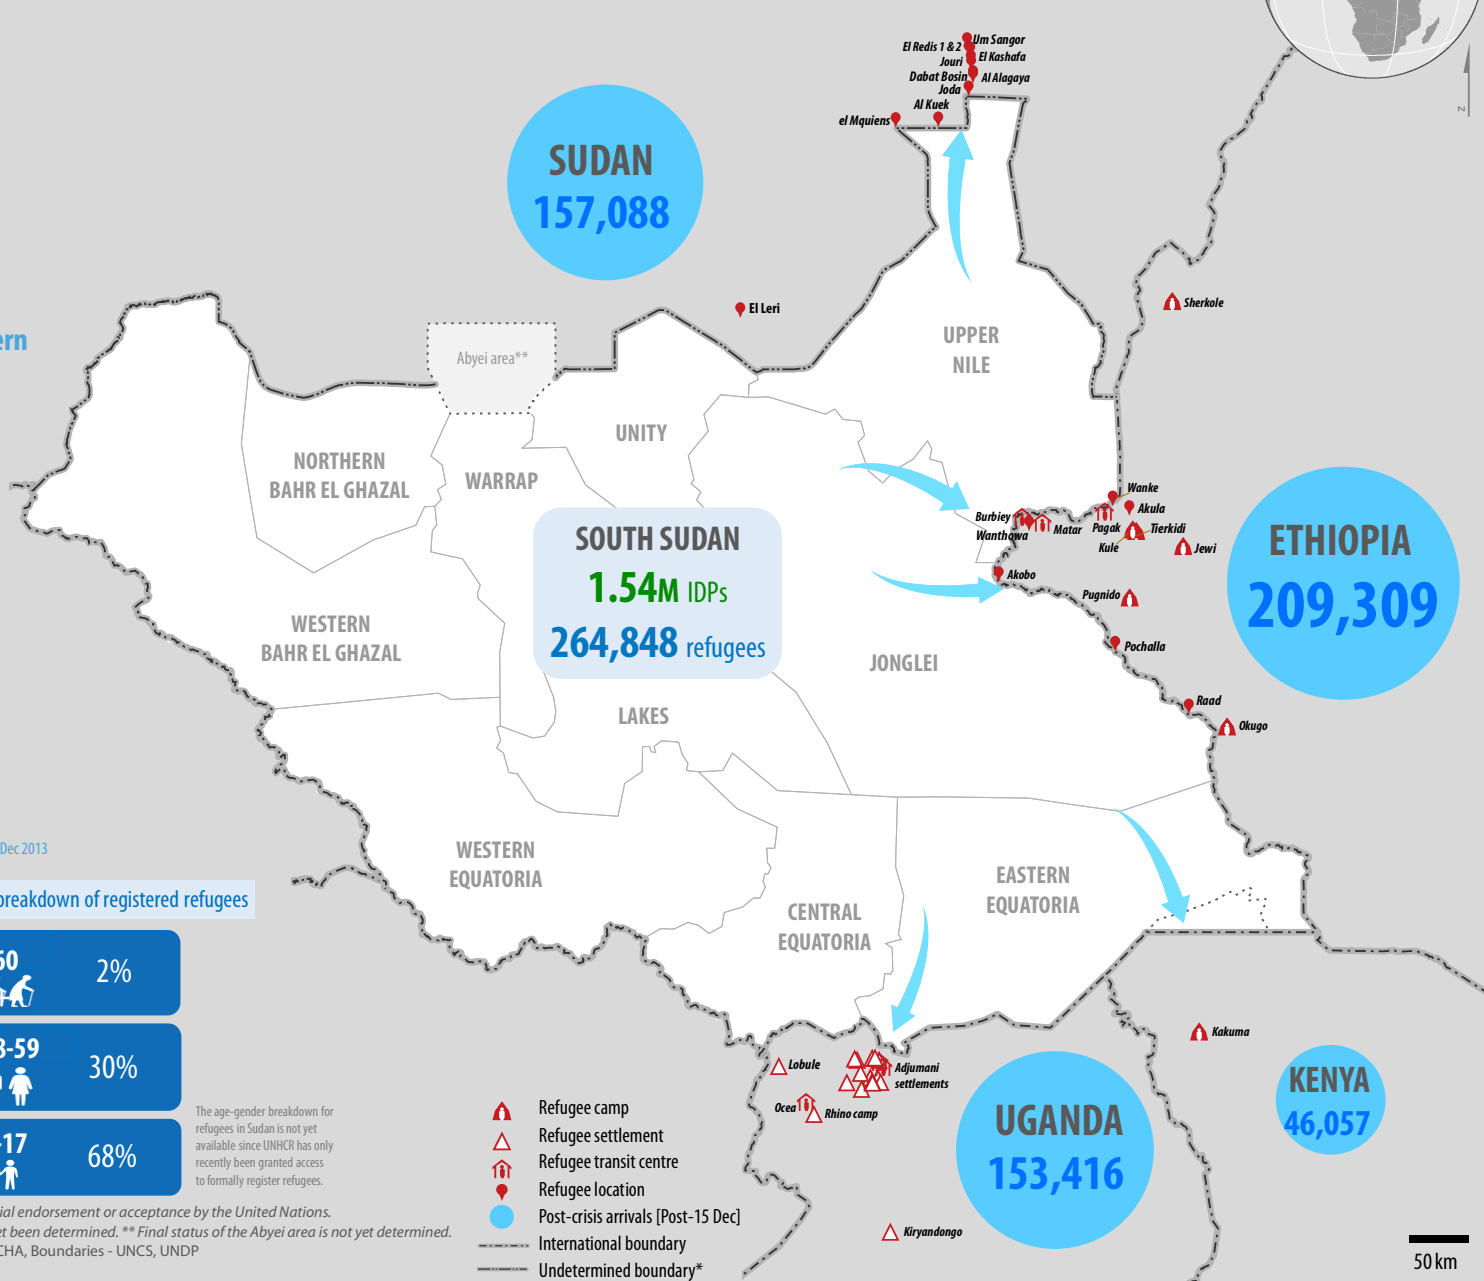 Um Sangor
El Redis 1 & 2
El Kashafa
Jouri
Dabat Bosin
Al Alagaya
Joda
Al Kuek
el Mquiens
z
SUDAN
157,088
El Leri
Sherkole
ern
Abyei area**
UPPER
NILE
UNITY
NORTHERN
BAHR EL GHAZAL
WARRAP
Wanke
Akula
Burbiey
Wanthowa
Matar
Pagak
Tierkidi
Kule
Jewi
ETHIOPIA
209,309
SOUTH SUDAN
1.54M IDPs
264,848 refugees
Akobo
Pugnido
WESTERN
BAHR EL GHAZAL
Pochalla
JONGLEI
Raad
Okugo
LAKES
Dec 2013
WESTERN
EQUATORIA
breakdown of registered refugees
EASTERN
EQUATORIA
CENTRAL
EQUATORIA
60
2%
3-59
30%
-17
68%
The age-gender breakdown for
refugees in Sudan is not yet
available since UNHCR has only
recently been granted access
to formally register refugees.
Kakuma
Lobule
Adjumani
settlements
Ocea
Rhino camp
KENYA
46,057
UGANDA
153,416
Kiryandongo
Refugee camp
Refugee settlement
Refugee transit centre
Refugee location
Post-crisis arrivals [Post-15 Dec]
International boundary
Undetermined boundary*
ial endorsement or acceptance by the United Nations.
et been determined. ** Final status of the Abyei area is not yet determined.
CHA, Boundaries - UNCS, UNDP
50 km